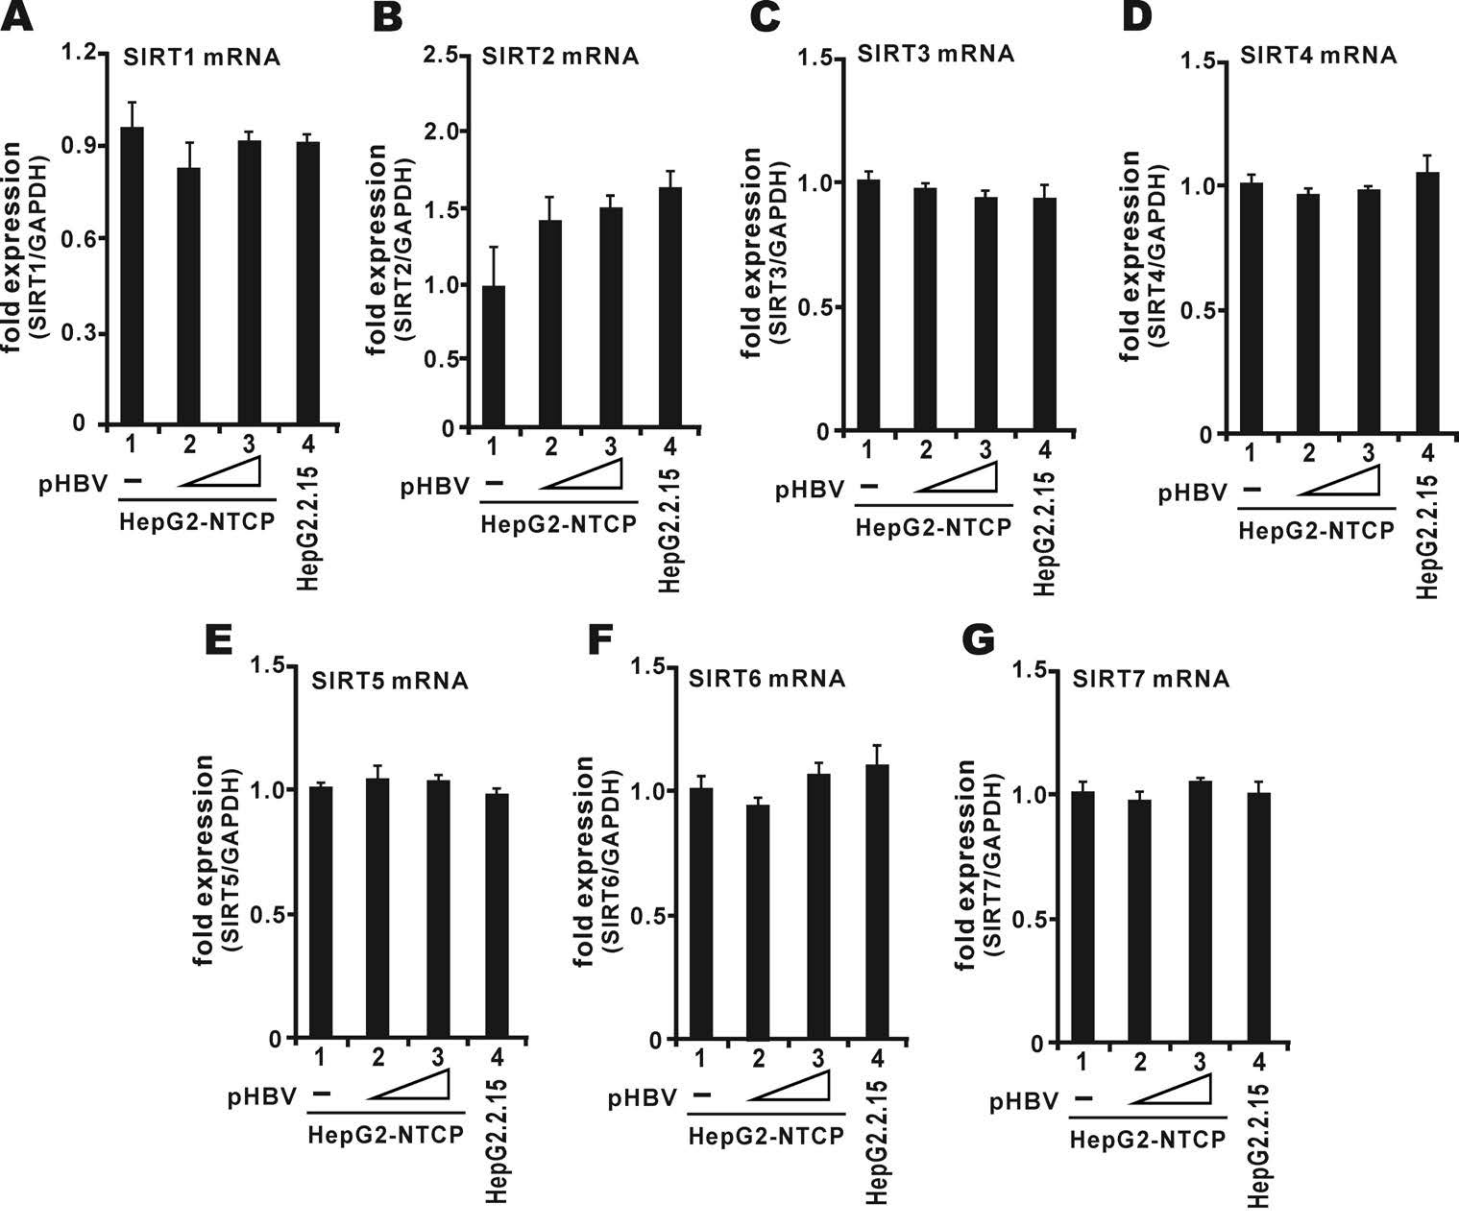 A
SIRT1 mRNA
fold expression
(SIRT1/GAPDH)
1.2
0.9
0.6
0.3
0
1 2 3 4
pHBV –
HepG2-NTCP
HepG2.2.15
B
SIRT2 mRNA
fold expression
(SIRT2/GAPDH)
2.5
2.0
1.5
1.0
0.5
0
1 2 3 4
pHBV –
HepG2-NTCP
HepG2.2.15
C
SIRT3 mRNA
fold expression
(SIRT3/GAPDH)
1.5
1.0
0.5
0
1 2 3 4
pHBV –
HepG2-NTCP
HepG2.2.15
D
SIRT4 mRNA
fold expression
(SIRT4/GAPDH)
1.5
1.0
0.5
0
1 2 3 4
pHBV –
HepG2-NTCP
HepG2.2.15
E
SIRT5 mRNA
fold expression
(SIRT5/GAPDH)
1.5
1.0
0.5
0
1 2 3 4
pHBV –
HepG2-NTCP
HepG2.2.15
F
SIRT6 mRNA
fold expression
(SIRT6/GAPDH)
1.5
1.0
0.5
0
1 2 3 4
pHBV –
HepG2-NTCP
HepG2.2.15
G
SIRT7 mRNA
fold expression
(SIRT7/GAPDH)
1.5
1.0
0.5
0
1 2 3 4
pHBV –
HepG2-NTCP
HepG2.2.15